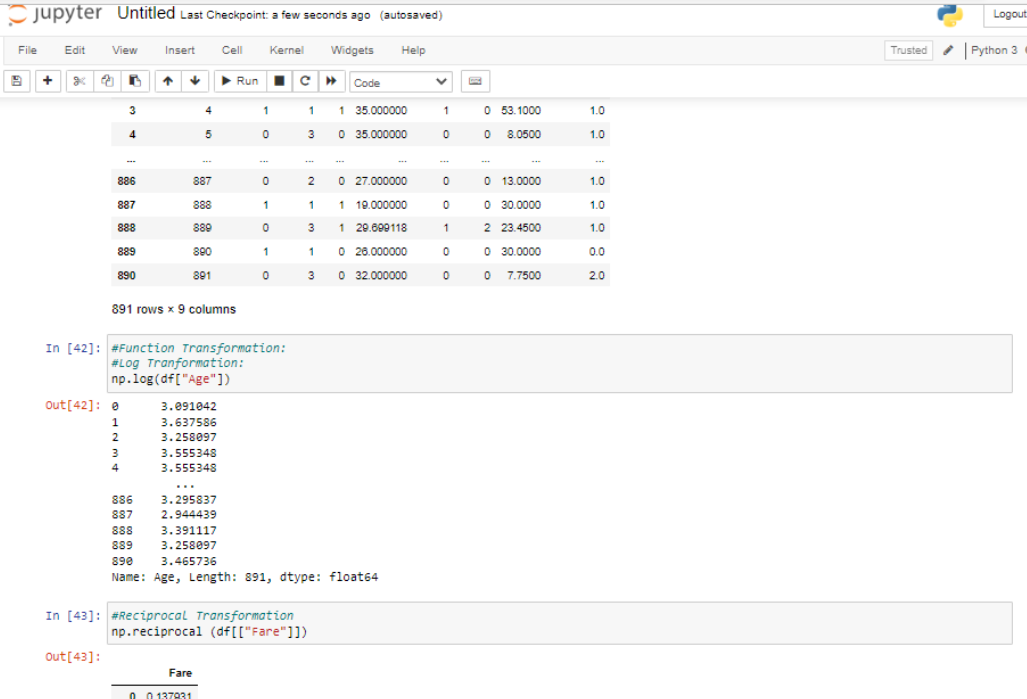 jupyter Untitled Last Checkpoint: a few seconds ago (autosaved) Logout
File Edit View Insert Cell Kernel Widgets Help Trusted Python 3
Run Code
3 4 1 1 1 35.000000 1 0 53.1000 1.0
4 5 0 3 0 35.000000 0 0 8.0500 1.0
... ... ... ... ... ... ... ... ... ...
886 887 0 2 0 27.000000 0 0 13.0000 1.0
887 888 1 1 1 19.000000 0 0 30.0000 1.0
888 889 0 3 1 29.699118 1 2 23.4500 1.0
889 890 1 1 0 26.000000 0 0 30.0000 0.0
890 891 0 3 0 32.000000 0 0 7.7500 2.0
891 rows × 9 columns
In [42]: #Function Transformation:
#Log Tranformation:
np.log(df["Age"])
Out[42]: 0 3.091042
1 3.637586
2 3.258097
3 3.555348
4 3.555348
...
886 3.295837
887 2.944439
888 3.391117
889 3.258097
890 3.465736
Name: Age, Length: 891, dtype: float64
In [43]: #Reciprocal Transformation
np.reciprocal (df[["Fare"]])
Out[43]:
Fare
0 0.137931